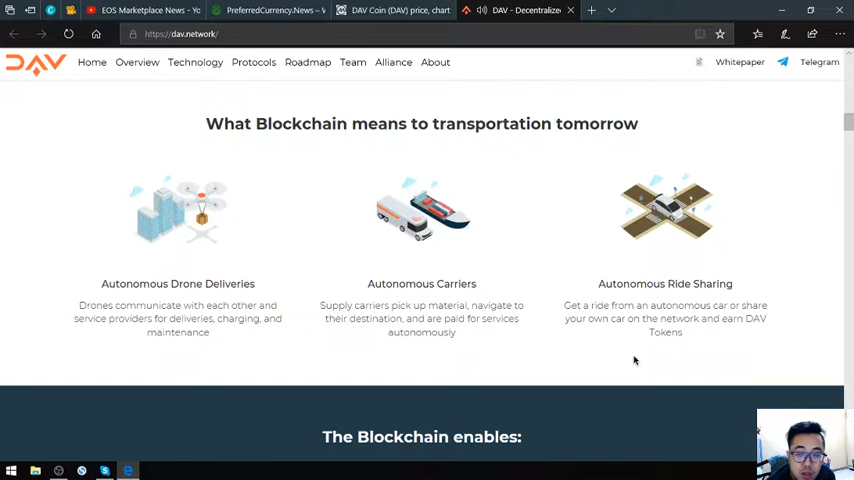 EOS Marketplace News - Yo
PreferredCurrency.News –
DAV Coin (DAV) price, chart
DAV - Decentralize
https://dav.network/
DAV
Home
Overview
Technology
Protocols
Roadmap
Team
Alliance
About
Whitepaper
Telegram
What Blockchain means to transportation tomorrow
Autonomous Drone Deliveries
Drones communicate with each other and
service providers for deliveries, charging, and
maintenance
Autonomous Carriers
Supply carriers pick up material, navigate to
their destination, and are paid for services
autonomously
Autonomous Ride Sharing
Get a ride from an autonomous car or share
your own car on the network and earn DAV
Tokens
The Blockchain enables: